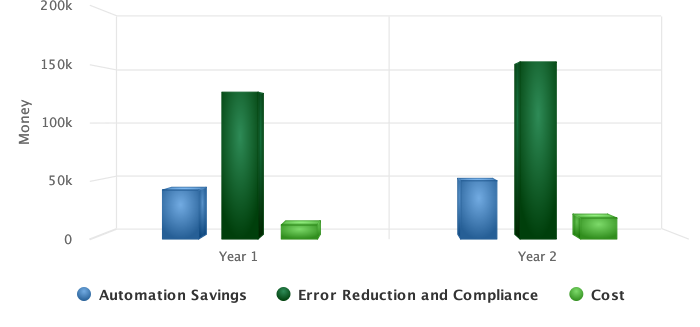 200k
150k
100k
50k
0
Money
Year 1
Year 2
Automation Savings
Error Reduction and Compliance
Cost